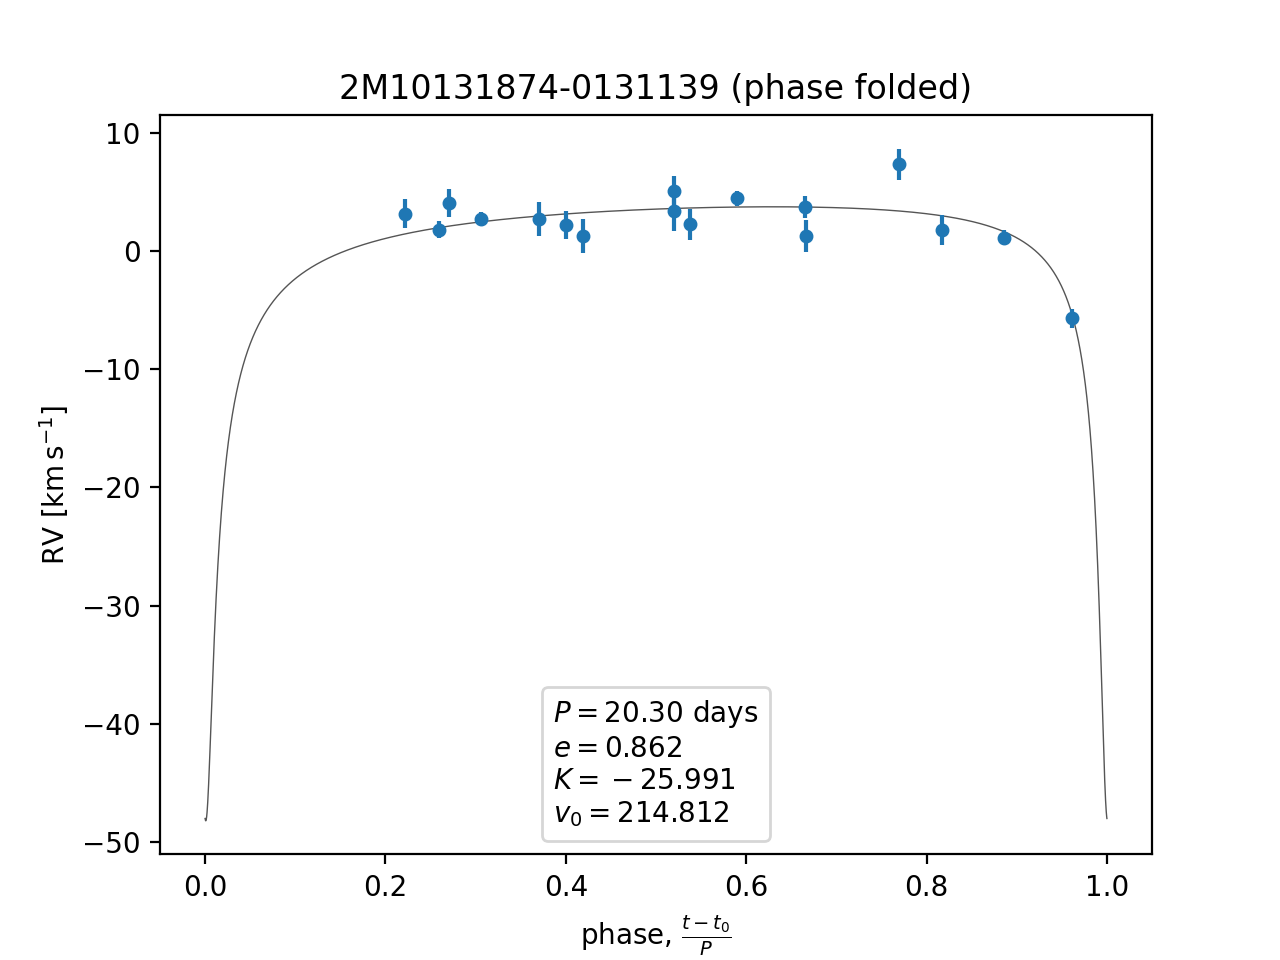 2M10131874-0131139 (phase folded)
10
0
−10
−20
−30
−40
−50
RV [km s⁻¹]
P = 20.30 days
e = 0.862
K = −25.991
v₀ = 214.812
0.0 0.2 0.4 0.6 0.8 1.0
phase, (t − t₀)/P